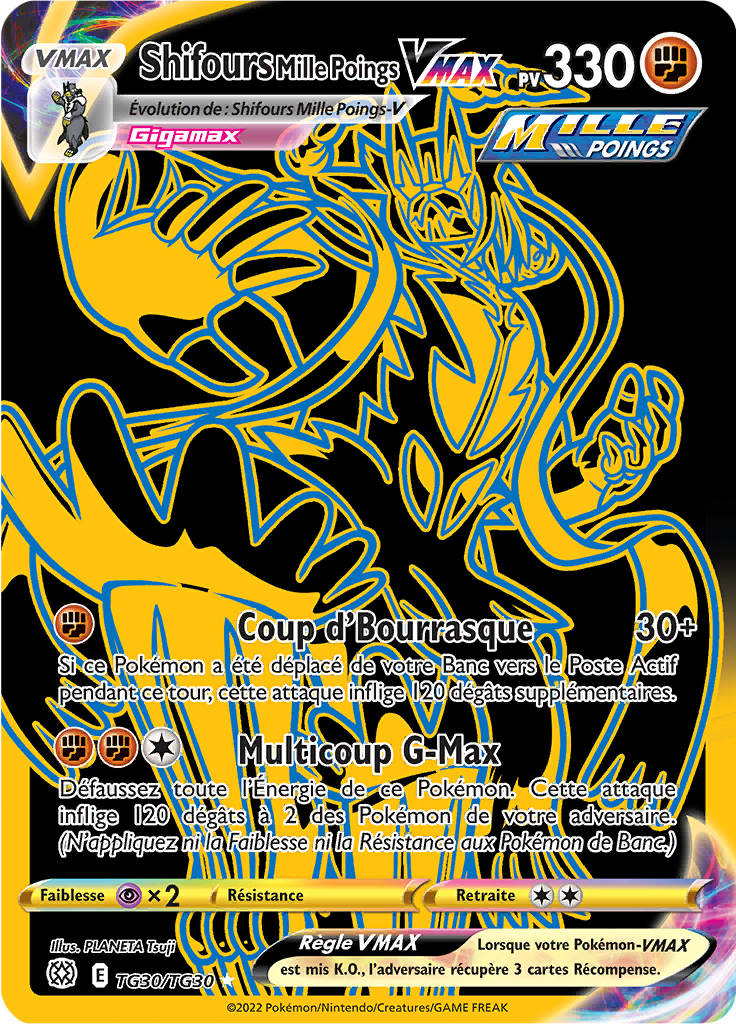 VMAX
Shifours Mille Poings VMAX PV 330
Évolution de : Shifours Mille Poings-V
Gigamax
MILLE
POINGS
Coup d'Bourrasque 30+
Si ce Pokémon a été déplacé de votre Banc vers le Poste Actif
pendant ce tour, cette attaque inflige 120 dégâts supplémentaires.
Multicoup G-Max
Défaussez toute l'Énergie de ce Pokémon. Cette attaque
inflige 120 dégâts à 2 des Pokémon de votre adversaire.
(N'appliquez ni la Faiblesse ni la Résistance aux Pokémon de Banc.)
Faiblesse ×2 Résistance Retraite
Illus. PLANETA Tsuji
Règle VMAX Lorsque votre Pokémon-VMAX
est mis K.O., l'adversaire récupère 3 cartes Récompense.
E TG30/TG30 ★
©2022 Pokémon/Nintendo/Creatures/GAME FREAK